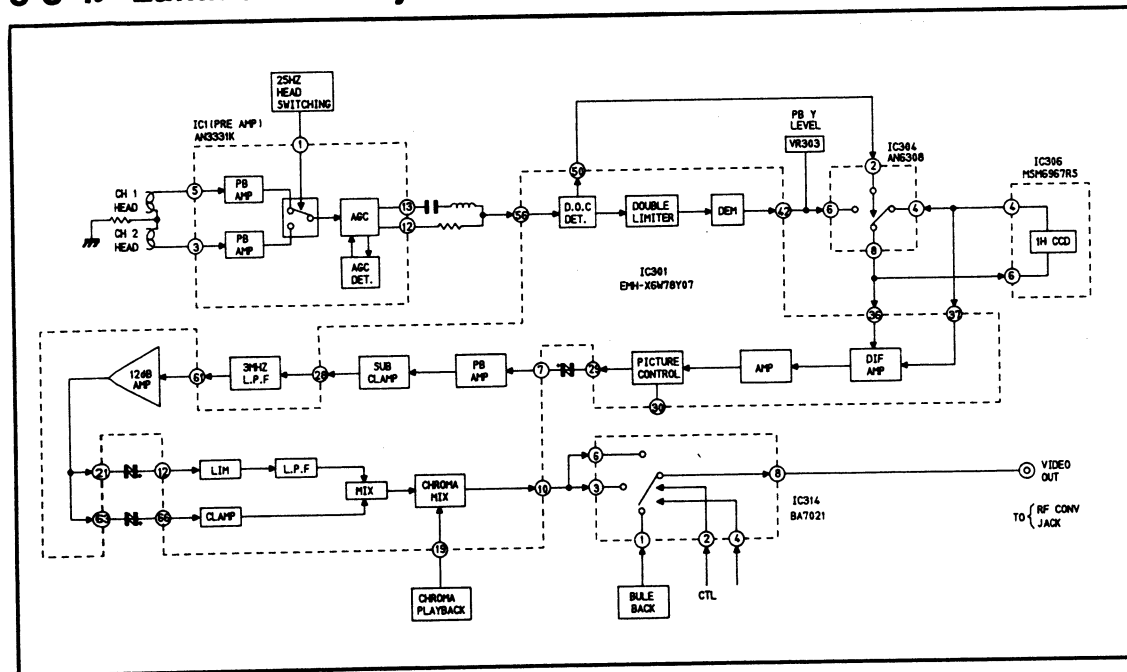 25HZ
HEAD
SWITCHING
IC1(PRE AMP)
AN3331K
1
CH 1
HEAD
CH 2
HEAD
5
PB
AMP
3
PB
AMP
AGC
AGC
DET.
13
12
56
50
D.O.C
DET.
DOUBLE
LIMITER
DEM
42
IC301
EMH-X6W78Y07
PB Y
LEVEL
VR303
IC304
AN6308
2
6
4
8
IC306
MSM6967RS
4
1H CCD
6
36
37
12dB
AMP
61
3MHZ
L.P.F
28
SUB
CLAMP
PB
AMP
7
29
PICTURE
CONTROL
30
AMP
DIF
AMP
21
12
LIM
L.P.F
MIX
CHROMA
MIX
10
63
66
CLAMP
19
CHROMA
PLAYBACK
6
3
8
IC314
BA7021
1
2
4
BULE
BACK
CTL
VIDEO
OUT
TO { RF CONV
JACK